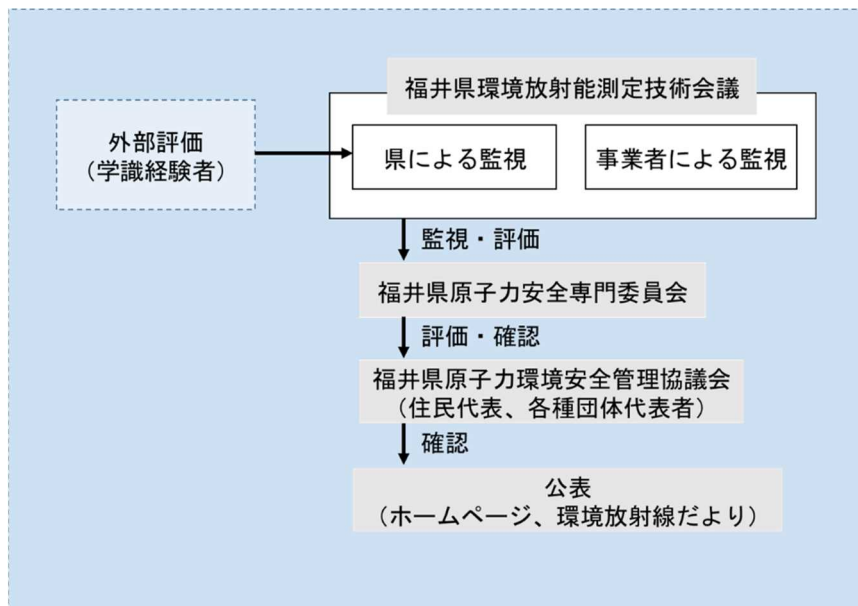 福井県環境放射能測定技術会議
外部評価
（学識経験者）
県による監視
事業者による監視
監視・評価
福井県原子力安全専門委員会
評価・確認
福井県原子力環境安全管理協議会
（住民代表、各種団体代表者）
確認
公表
（ホームページ、環境放射線だより）